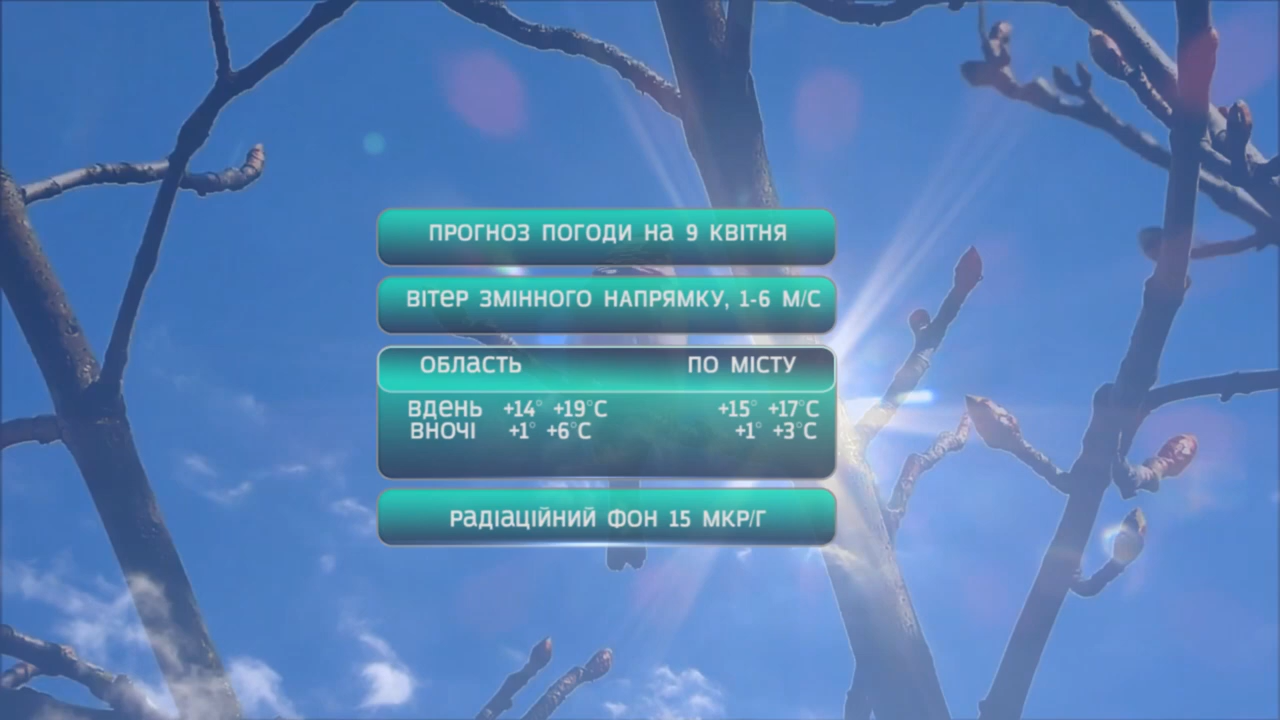 ПРОГНОЗ ПОГОДИ НА 9 КВІТНЯ
ВІТЕР ЗМІННОГО НАПРЯМКУ, 1-6 М/С
ОБЛАСТЬ ПО МІСТУ
ВДЕНЬ +14° +19°С +15° +17°С
ВНОЧІ +1° +6°С +1° +3°С
РАДІАЦІЙНИЙ ФОН 15 МКР/Г